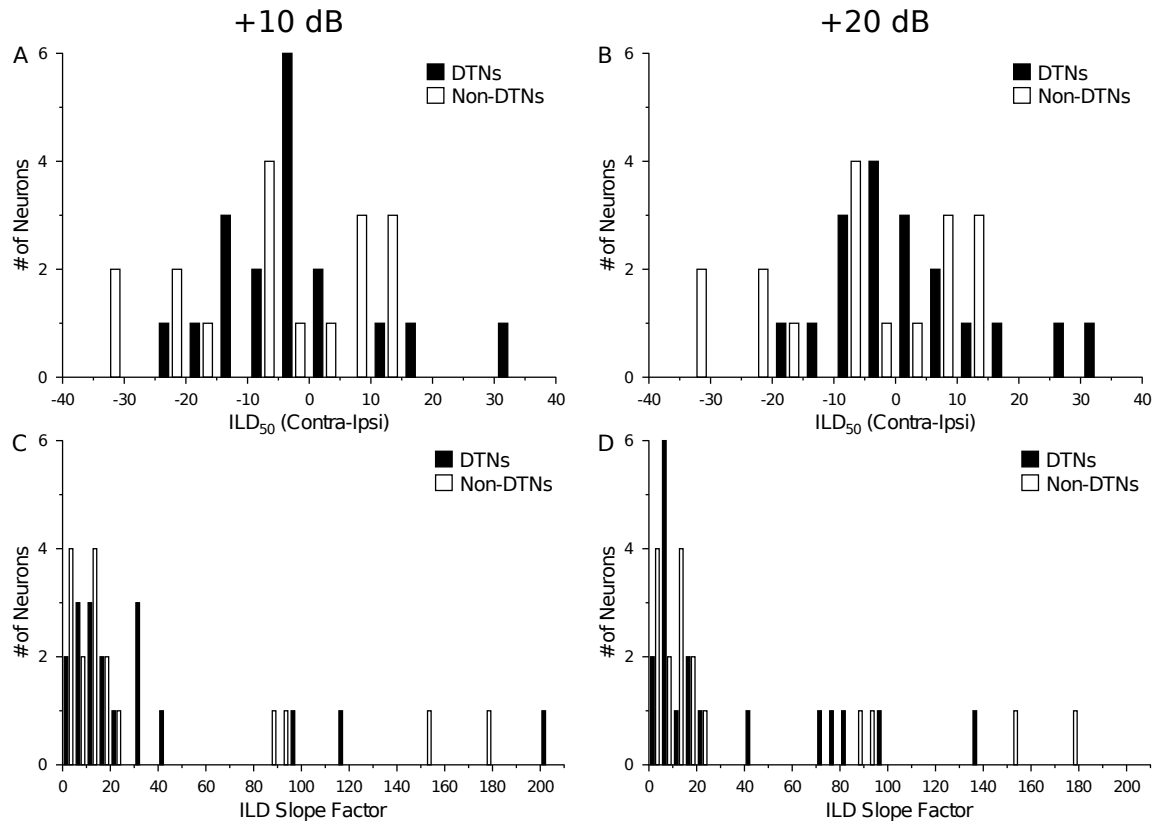 +10 dB
+20 dB
A
6
4
2
0
# of Neurons
DTNs
Non-DTNs
-40 -30 -20 -10 0 10 20 30 40
ILD50 (Contra-Ipsi)
B
6
4
2
0
# of Neurons
DTNs
Non-DTNs
-40 -30 -20 -10 0 10 20 30 40
ILD50 (Contra-Ipsi)
C
6
4
2
0
# of Neurons
DTNs
Non-DTNs
0 20 40 60 80 100 120 140 160 180 200
ILD Slope Factor
D
6
4
2
0
# of Neurons
DTNs
Non-DTNs
0 20 40 60 80 100 120 140 160 180 200
ILD Slope Factor